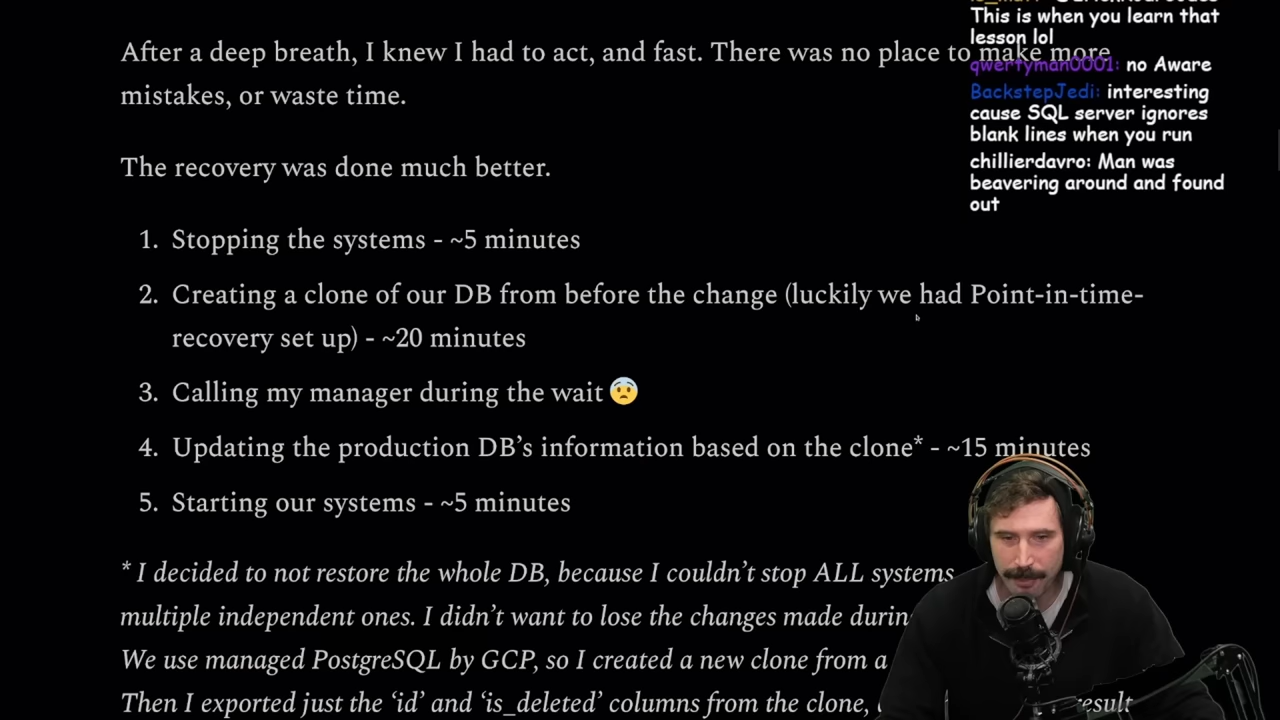 After a deep breath, I knew I had to act, and fast. There was no place to make more
mistakes, or waste time.
The recovery was done much better.
1. Stopping the systems - ~5 minutes
2. Creating a clone of our DB from before the change (luckily we had Point-in-time-
recovery set up) - ~20 minutes
3. Calling my manager during the wait 😨
4. Updating the production DB’s information based on the clone* - ~15 minutes
5. Starting our systems - ~5 minutes
* I decided to not restore the whole DB, because I couldn’t stop ALL systems
multiple independent ones. I didn’t want to lose the changes made
We use managed PostgreSQL by GCP, so I created a new clone from a
Then I exported just the ‘id’ and ‘is_deleted’ columns from the clone, result
This is when you learn that
lesson lol
qwertyman0001: no Aware
BackstepJedi: interesting
cause SQL server ignores
blank lines when you run
chillierdavro: Man was
beavering around and found
out